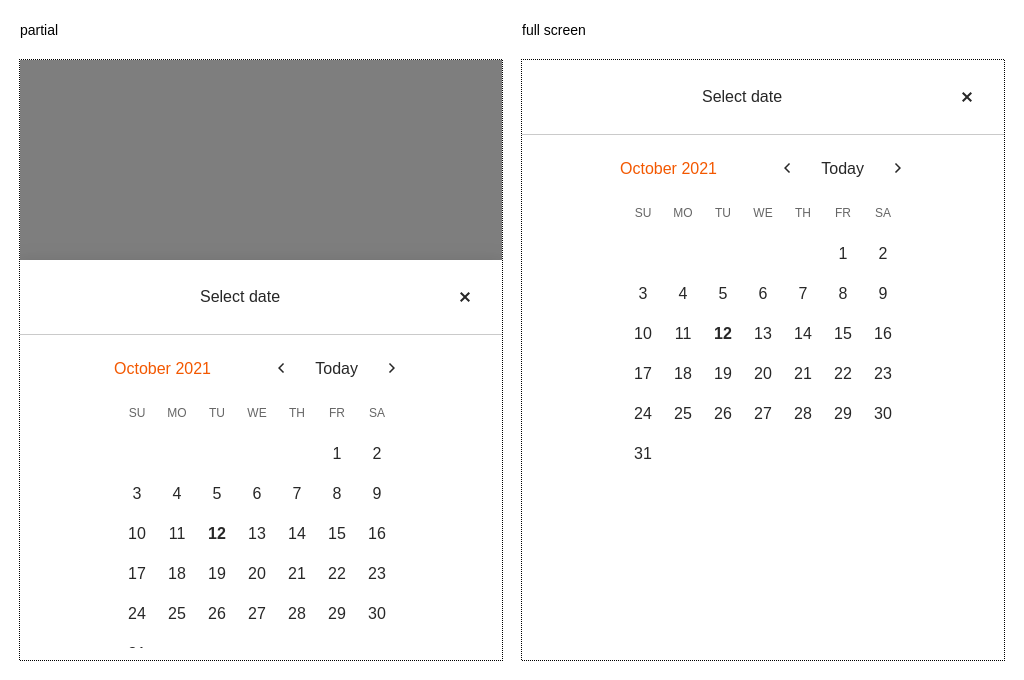 partial
Select date ×
October 2021 < Today >
SU MO TU WE TH FR SA
1 2
3 4 5 6 7 8 9
10 11 12 13 14 15 16
17 18 19 20 21 22 23
24 25 26 27 28 29 30
full screen
Select date ×
October 2021 < Today >
SU MO TU WE TH FR SA
1 2
3 4 5 6 7 8 9
10 11 12 13 14 15 16
17 18 19 20 21 22 23
24 25 26 27 28 29 30
31